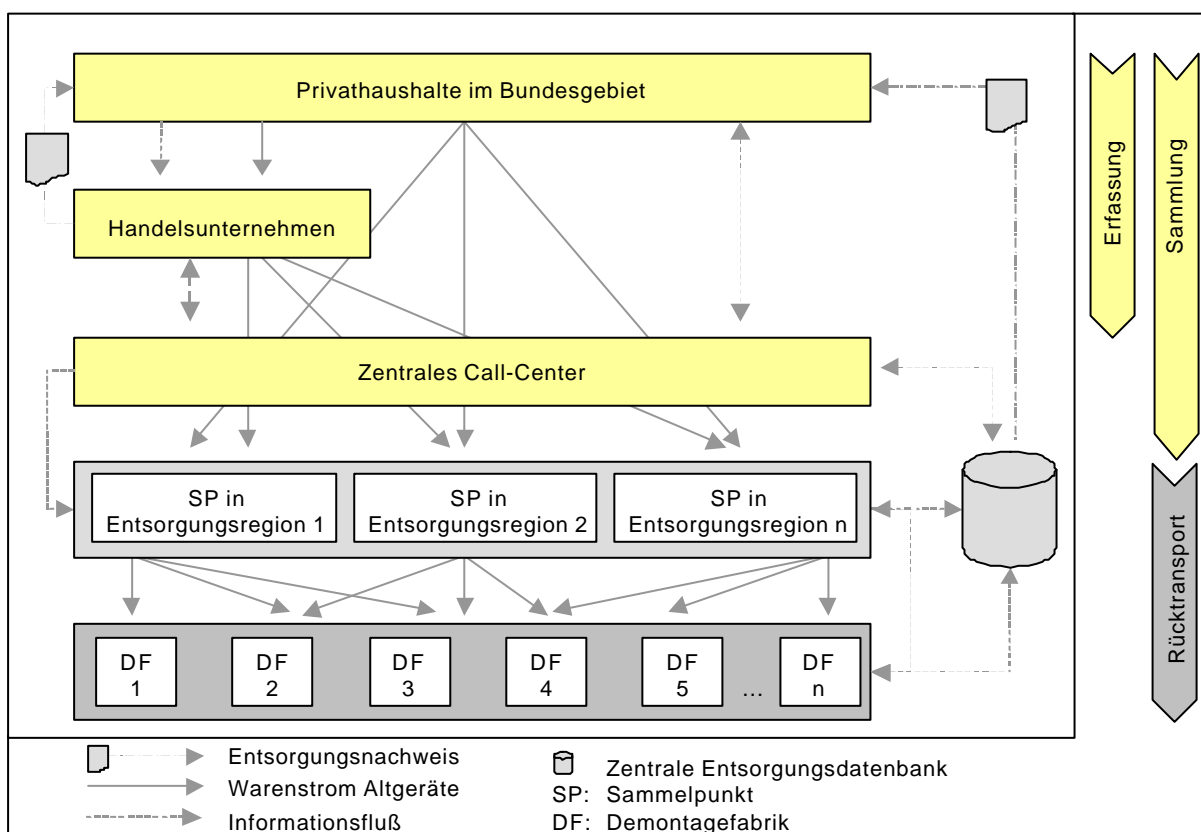 Privathaushalte im Bundesgebiet
Handelsunternehmen
Zentrales Call-Center
SP in
Entsorgungsregion 1
SP in
Entsorgungsregion 2
SP in
Entsorgungsregion n
DF
1
DF
2
DF
3
DF
4
DF
5
...
DF
n
Erfassung
Sammlung
Rücktransport
Entsorgungsnachweis
Warenstrom Altgeräte
Informationsfluß
Zentrale Entsorgungsdatenbank
SP: Sammelpunkt
DF: Demontagefabrik